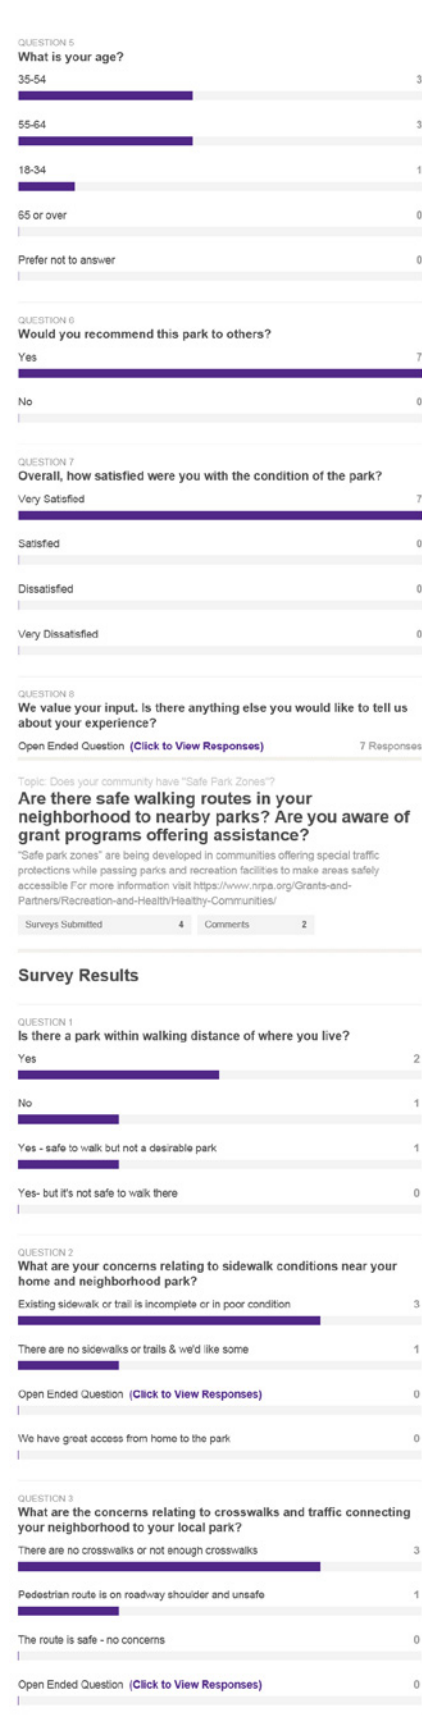 QUESTION 5
What is your age?
35-54 3
55-64 3
18-34 1
65 or over 0
Prefer not to answer 0
QUESTION 6
Would you recommend this park to others?
Yes 7
No 0
QUESTION 7
Overall, how satisfied were you with the condition of the park?
Very Satisfied 7
Satisfied 0
Dissatisfied 0
Very Dissatisfied 0
QUESTION 8
We value your input. Is there anything else you would like to tell us
about your experience?
Open Ended Question (Click to View Responses) 7 Responses
Topic: Does your community have "Safe Park Zones"?
Are there safe walking routes in your
neighborhood to nearby parks? Are you aware of
grant programs offering assistance?
"Safe park zones" are being developed in communities offering special traffic
protections while passing parks and recreation facilities to make areas safely
accessible For more information visit https://www.nrpa.org/Grants-and-
Partners/Recreation-and-Health/Healthy-Communities/
Surveys Submitted 4 Comments 2
Survey Results
QUESTION 1
Is there a park within walking distance of where you live?
Yes 2
No 1
Yes - safe to walk but not a desirable park 1
Yes- but it's not safe to walk there 0
QUESTION 2
What are your concerns relating to sidewalk conditions near your
home and neighborhood park?
Existing sidewalk or trail is incomplete or in poor condition 3
There are no sidewalks or trails & we'd like some 1
Open Ended Question (Click to View Responses) 0
We have great access from home to the park 0
QUESTION 3
What are the concerns relating to crosswalks and traffic connecting
your neighborhood to your local park?
There are no crosswalks or not enough crosswalks 3
Pedestrian route is on roadway shoulder and unsafe 1
The route is safe - no concerns 0
Open Ended Question (Click to View Responses) 0